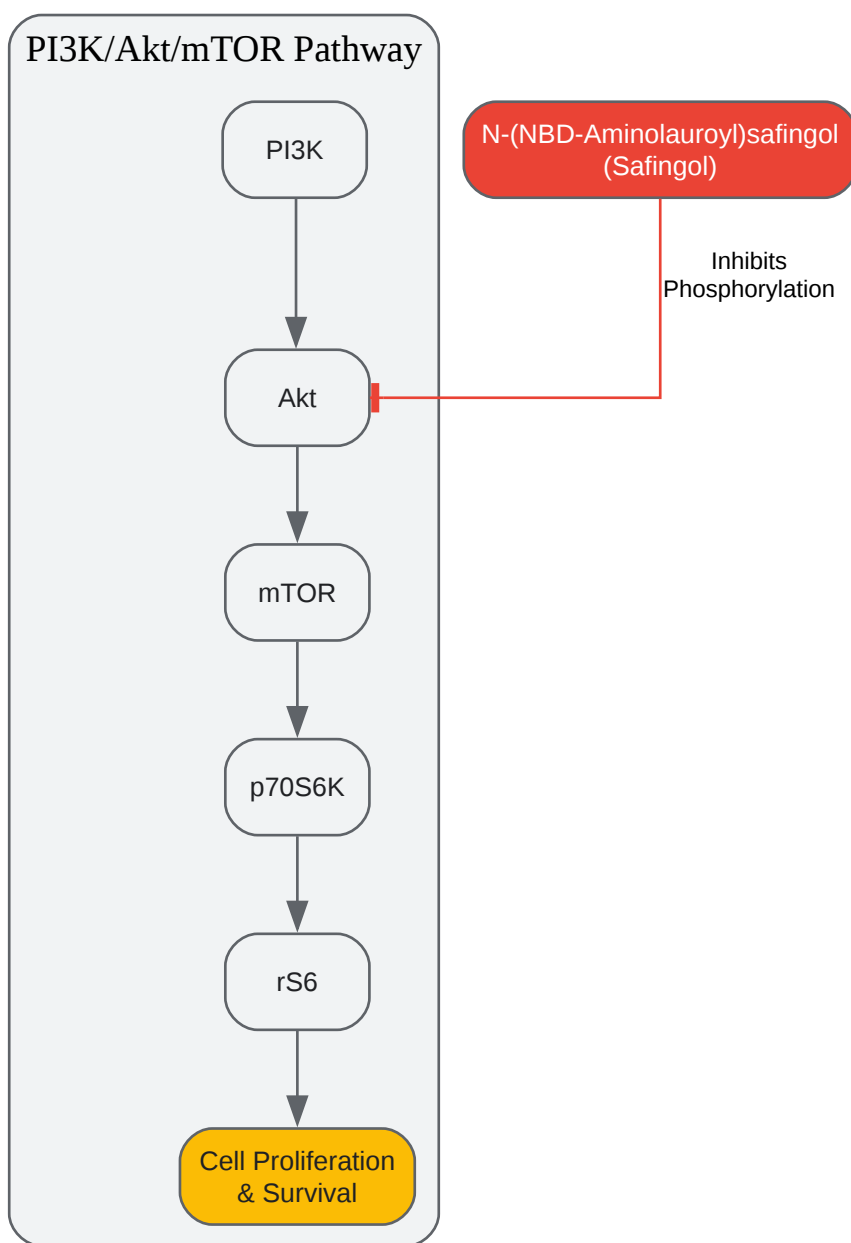 PI3K/Akt/mTOR Pathway
PI3K
N-(NBD-Aminolauroyl)safingol
(Safingol)
Inhibits
Phosphorylation
Akt
mTOR
p70S6K
rS6
Cell Proliferation
& Survival